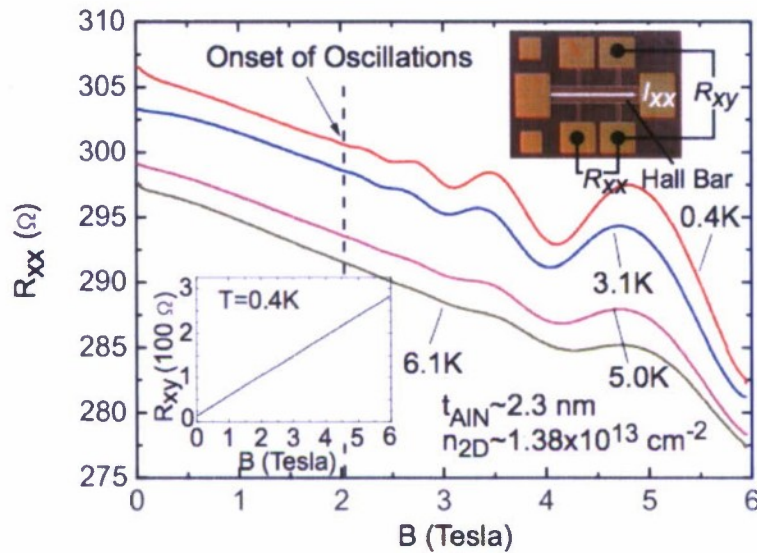 310
305
300
295
290
285
280
275
R_xx (Ω)
Onset of Oscillations
I_xx
R_xy
R_xx
Hall Bar
0.4K
3.1K
5.0K
6.1K
t_AlN~2.3 nm
n_2D~1.38x10^13 cm^-2
T=0.4K
R_xy (100 Ω)
3
2
1
0
0 1 2 3 4 5 6
B (Tesla)
0 1 2 3 4 5 6
B (Tesla)